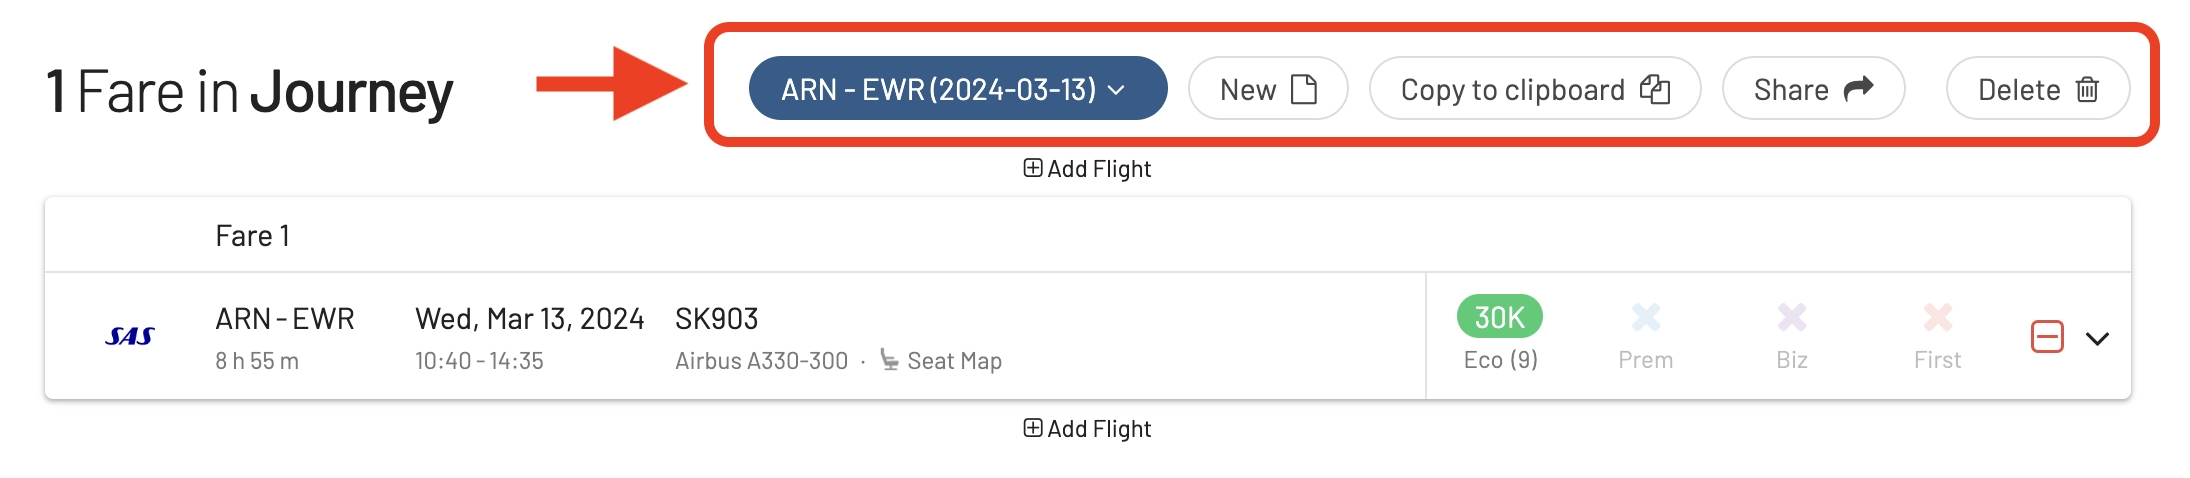 1 Fare in Journey
ARN - EWR (2024-03-13)
New
Copy to clipboard
Share
Delete
Add Flight
Fare 1
SAS
ARN - EWR
Wed, Mar 13, 2024
SK903
30K
8 h 55 m
10:40 - 14:35
Airbus A330-300 · Seat Map
Eco (9)
Prem
Biz
First
Add Flight